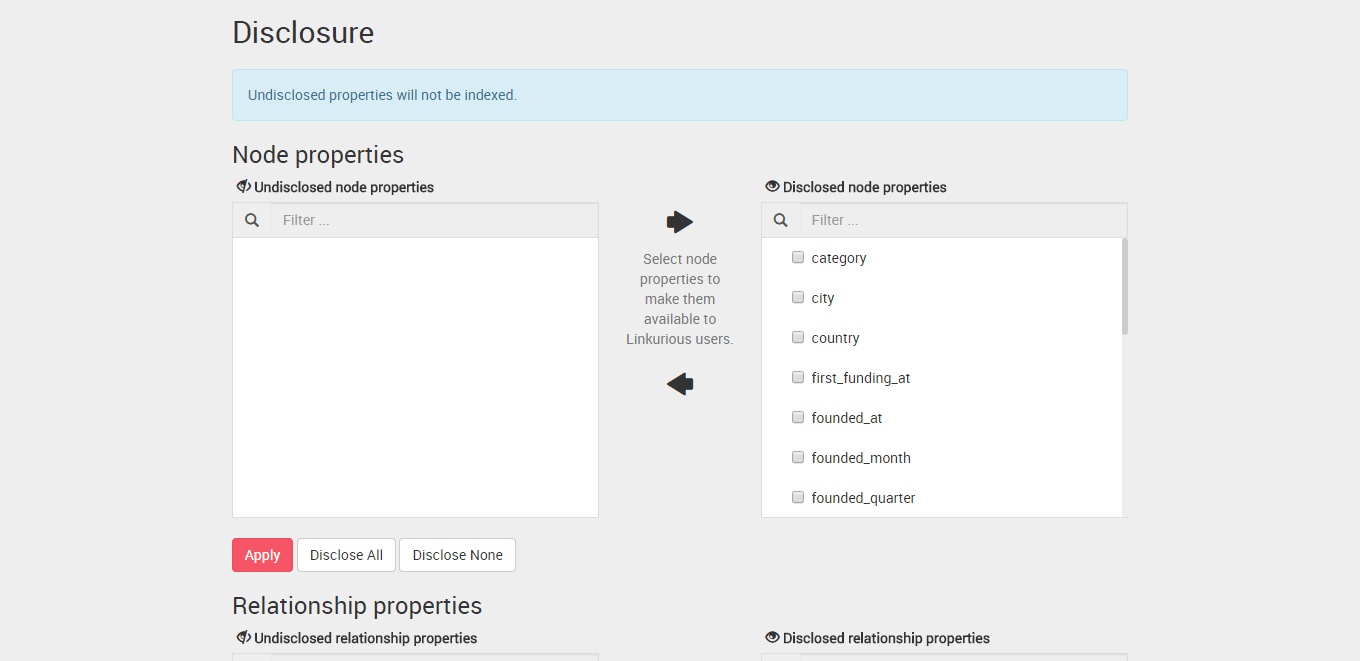 Disclosure
Undisclosed properties will not be indexed.
Node properties
Undisclosed node properties
Filter ...
Select node
properties to
make them
available to
Linkurious users.
Disclosed node properties
Filter ...
category
city
country
first_funding_at
founded_at
founded_month
founded_quarter
Apply
Disclose All
Disclose None
Relationship properties
Undisclosed relationship properties
Disclosed relationship properties